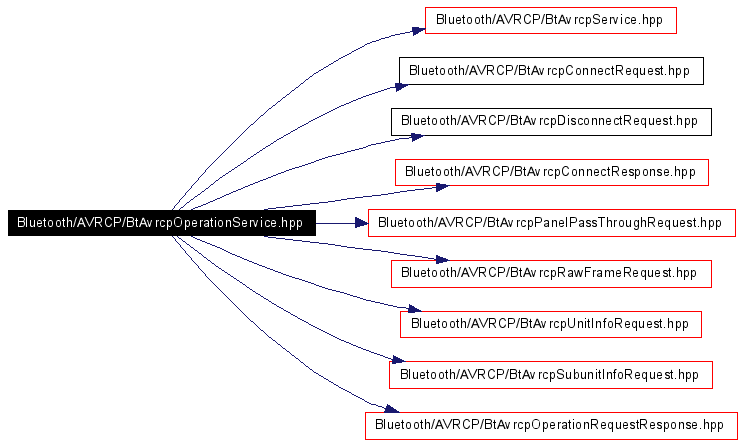 Bluetooth/AVRCP/BtAvrcpService.hpp
Bluetooth/AVRCP/BtAvrcpConnectRequest.hpp
Bluetooth/AVRCP/BtAvrcpDisconnectRequest.hpp
Bluetooth/AVRCP/BtAvrcpConnectResponse.hpp
Bluetooth/AVRCP/BtAvrcpOperationService.hpp
Bluetooth/AVRCP/BtAvrcpPanelPassThroughRequest.hpp
Bluetooth/AVRCP/BtAvrcpRawFrameRequest.hpp
Bluetooth/AVRCP/BtAvrcpUnitInfoRequest.hpp
Bluetooth/AVRCP/BtAvrcpSubunitInfoRequest.hpp
Bluetooth/AVRCP/BtAvrcpOperationRequestResponse.hpp